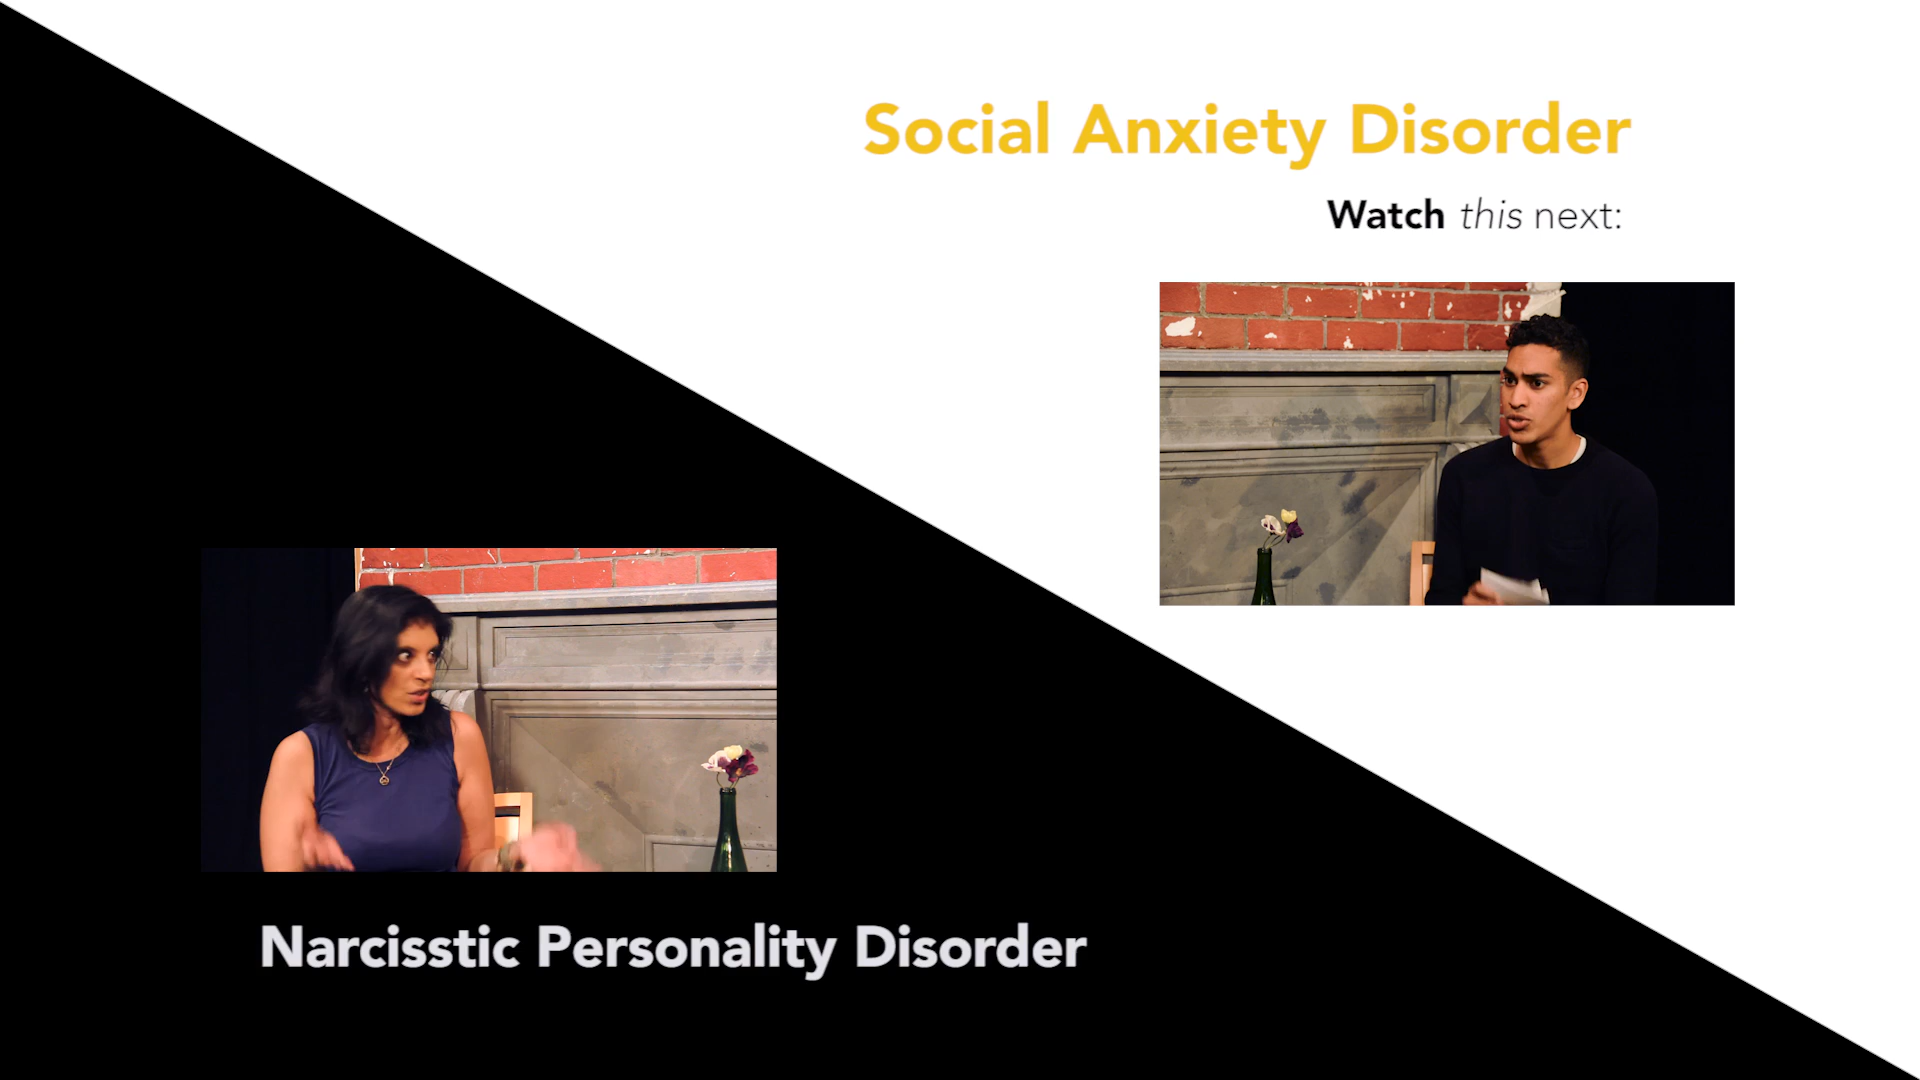 Social Anxiety Disorder
Watch this next:
Narcisstic Personality Disorder